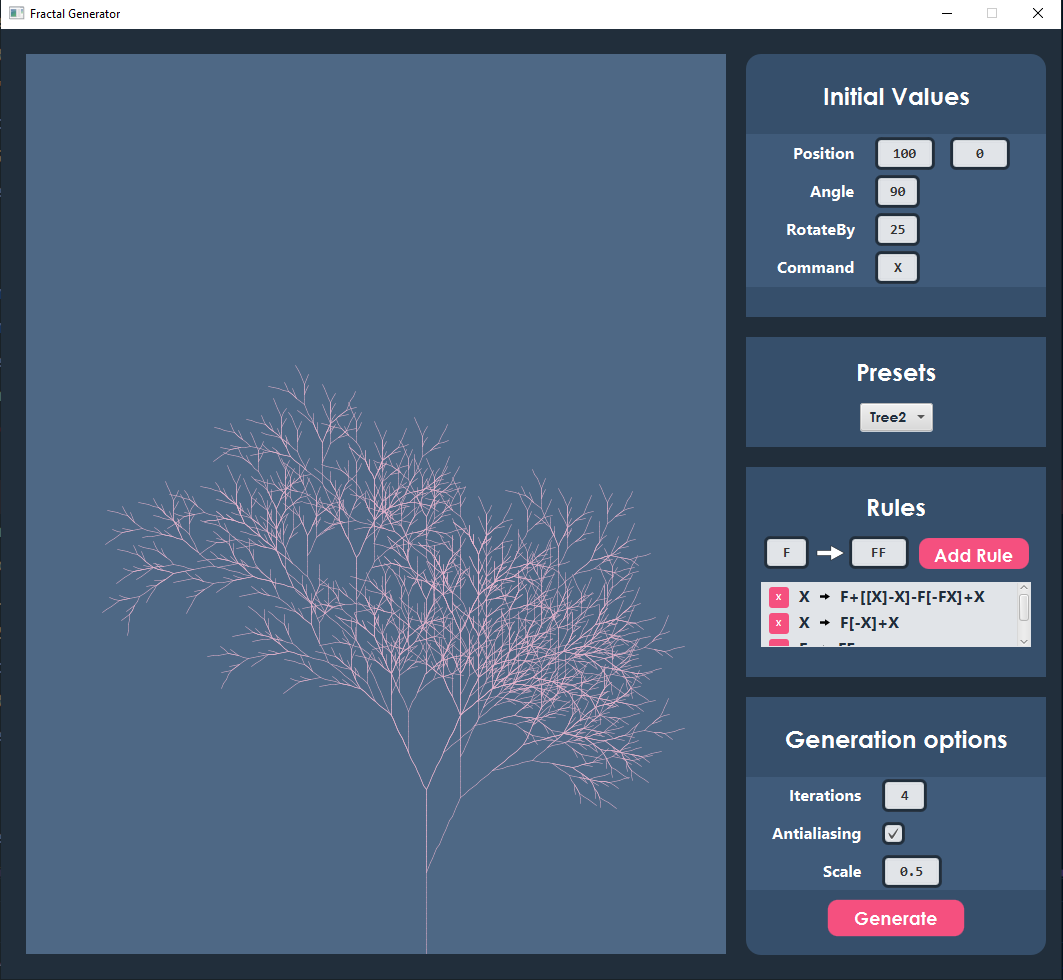 Fractal Generator
Initial Values
Position 100 0
Angle 90
RotateBy 25
Command X
Presets
Tree2
Rules
F → FF Add Rule
x X → F+[[X]-X]-F[-FX]+X
x X → F[-X]+X
Generation options
Iterations 4
Antialiasing
Scale 0.5
Generate